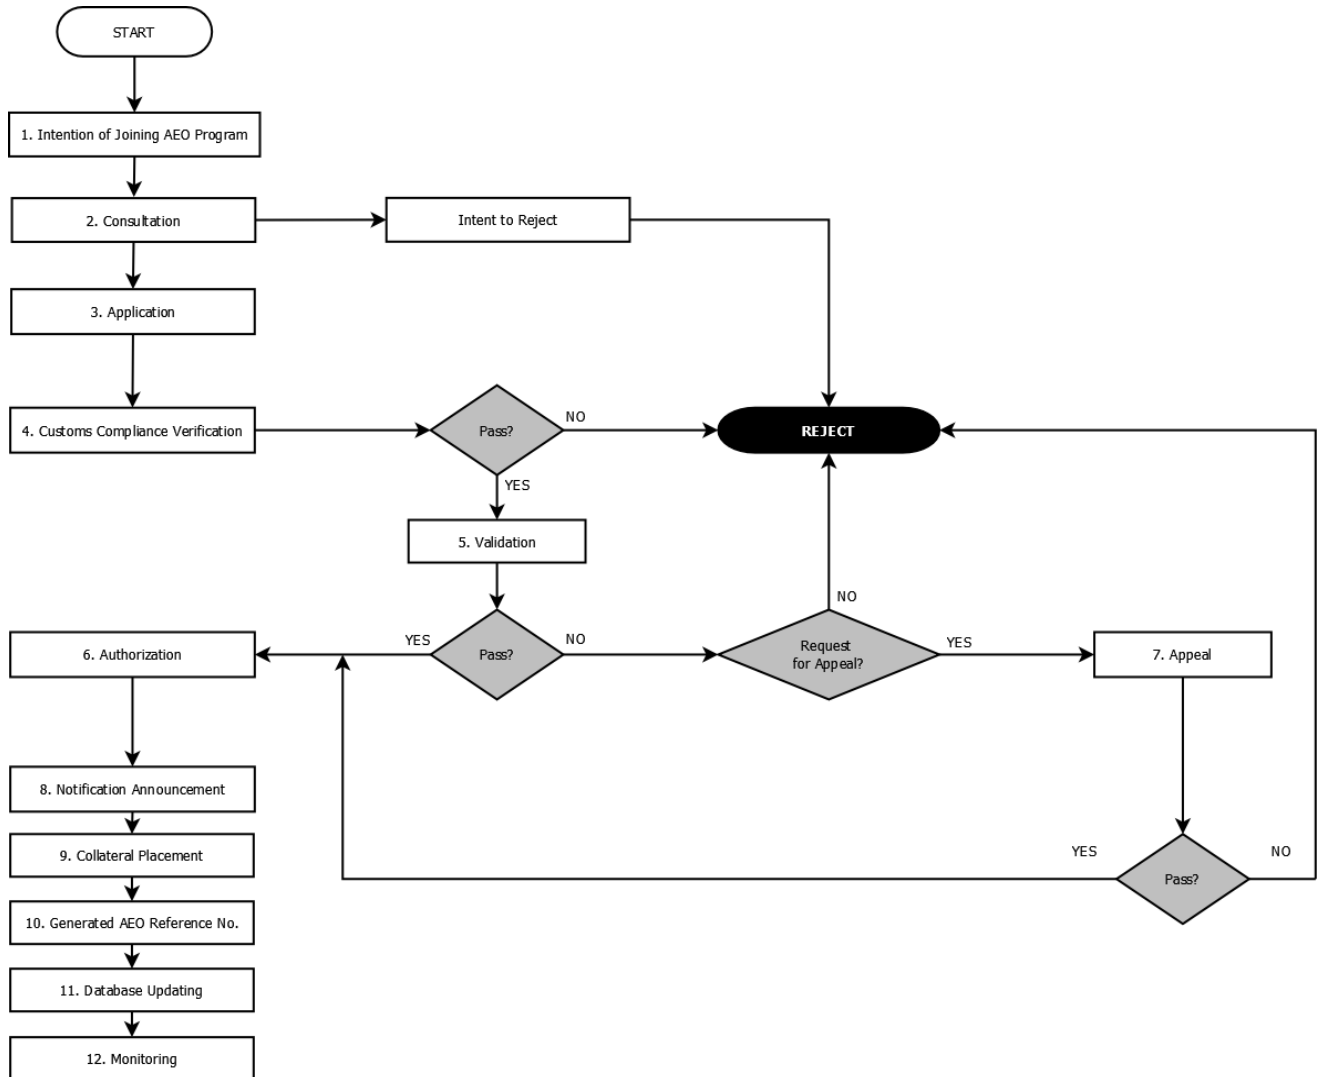 START
1. Intention of Joining AEO Program
2. Consultation
Intent to Reject
3. Application
4. Customs Compliance Verification
Pass?
NO
REJECT
YES
5. Validation
NO
6. Authorization
YES
Pass?
NO
Request
for Appeal?
YES
7. Appeal
8. Notification Announcement
9. Collateral Placement
YES
NO
Pass?
10. Generated AEO Reference No.
11. Database Updating
12. Monitoring